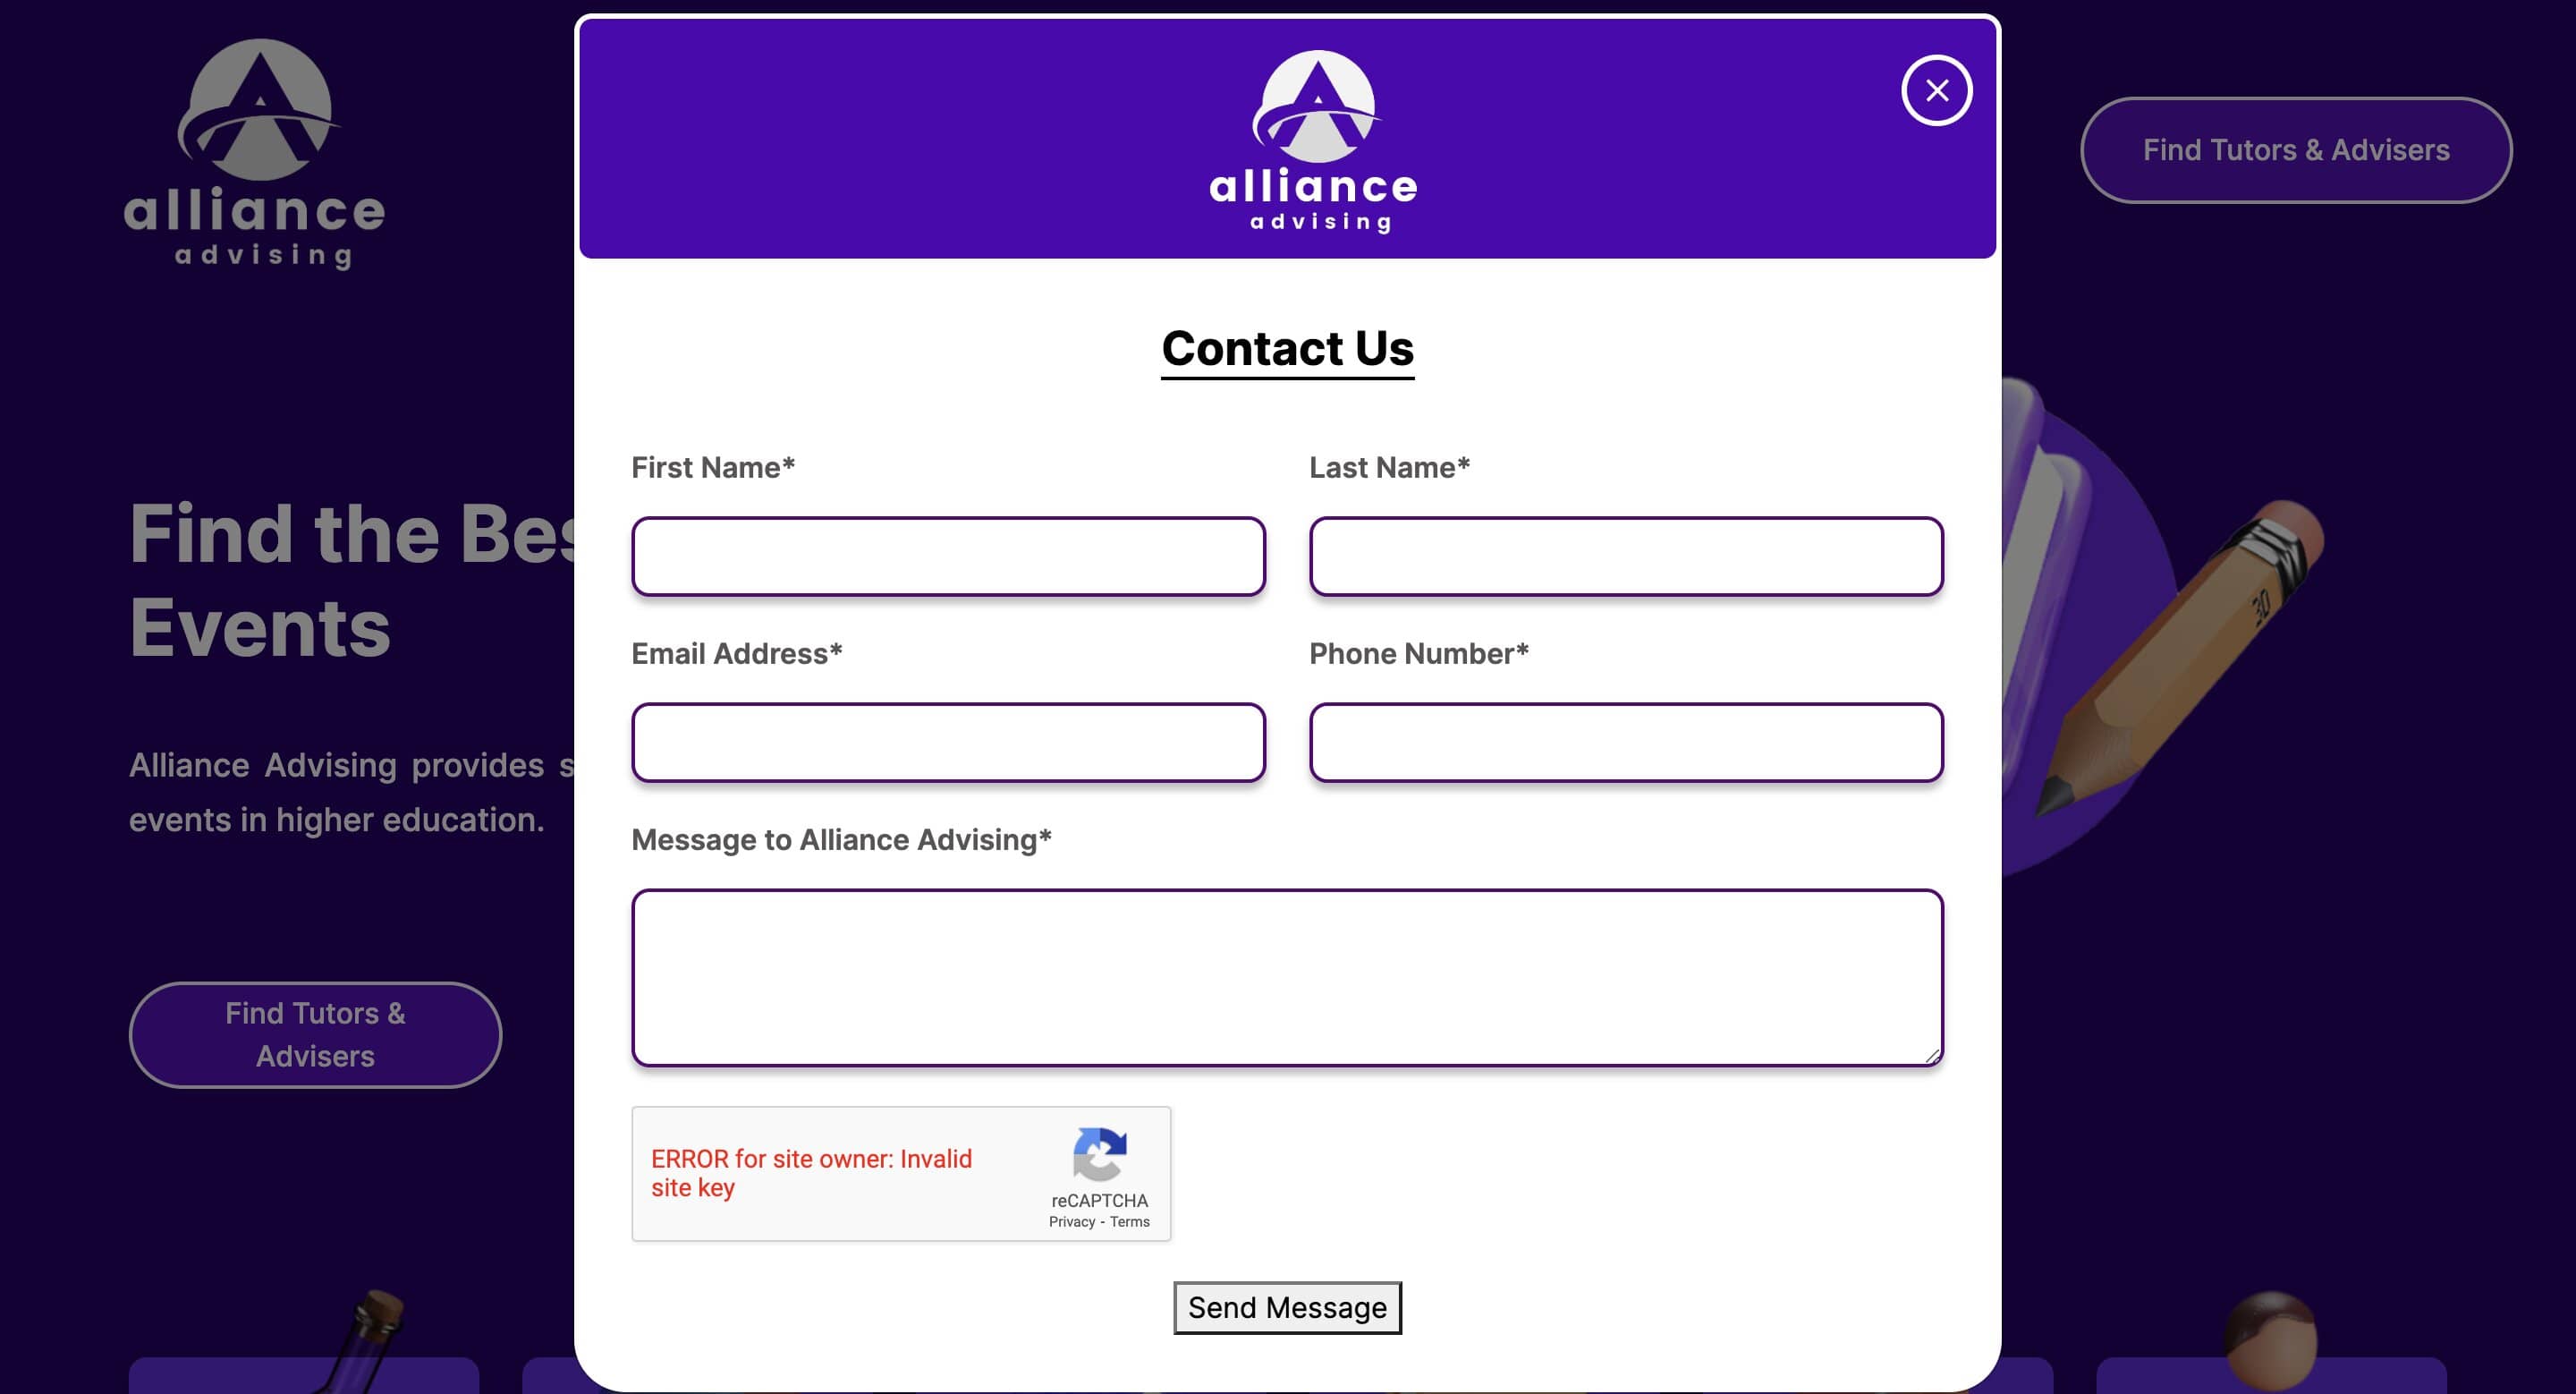 alliance
advising
alliance
advising
Find Tutors & Advisers
Contact Us
First Name*
Last Name*
Find the Bes
Events
Email Address*
Phone Number*
Alliance Advising provides s
events in higher education.
Message to Alliance Advising*
Find Tutors &
Advisers
ERROR for site owner: Invalid
site key
reCAPTCHA
Privacy - Terms
Send Message
30